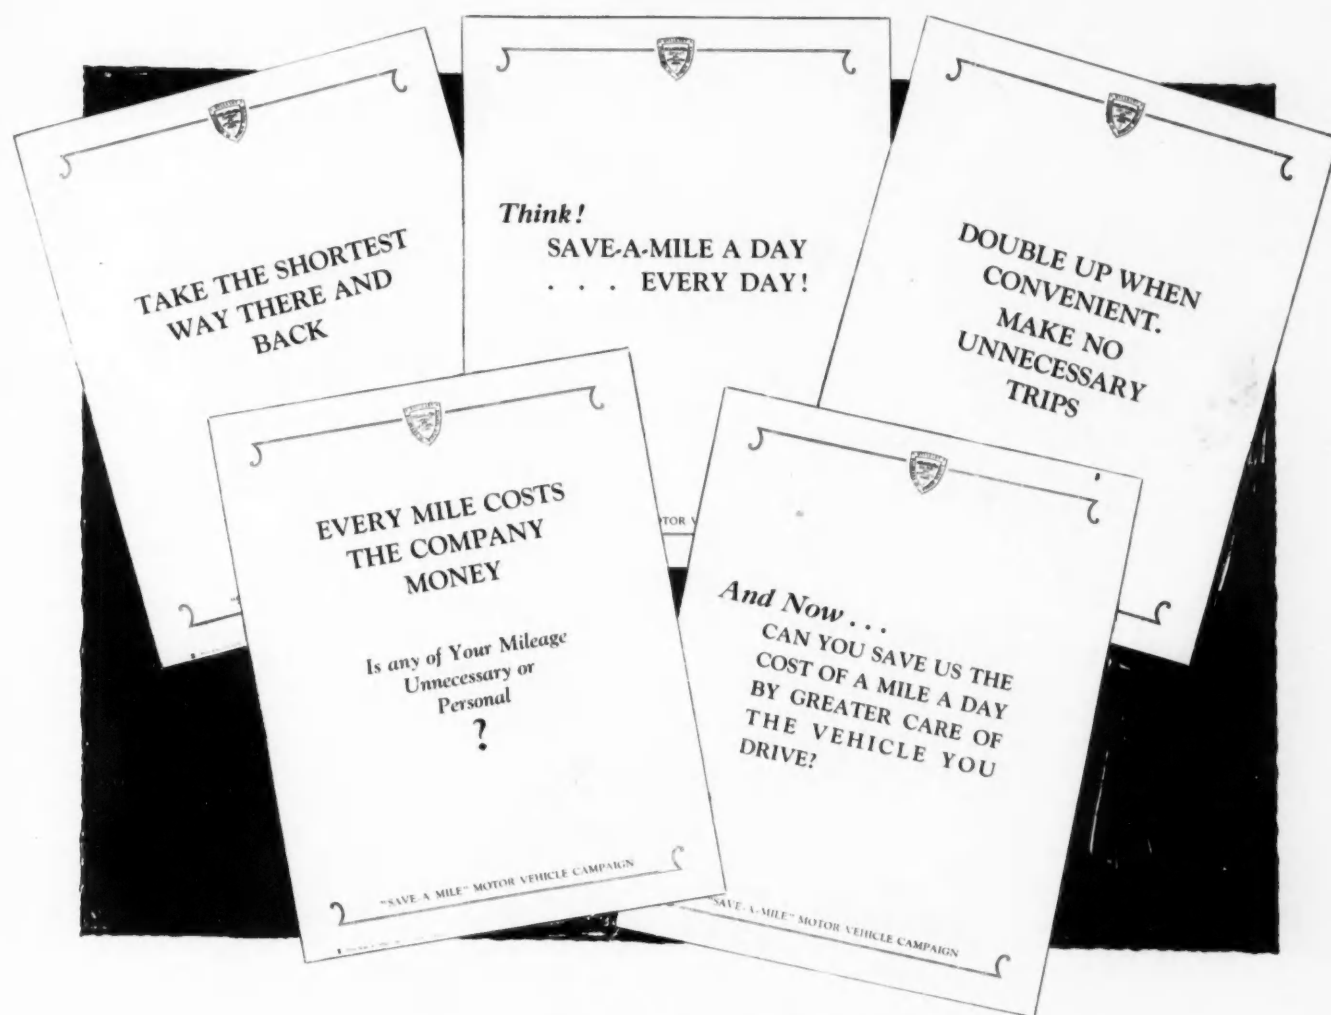 TAKE THE SHORTEST
WAY THERE AND
BACK
Think!
SAVE-A-MILE A DAY
. . . EVERY DAY!
DOUBLE UP WHEN
CONVENIENT.
MAKE NO
UNNECESSARY
TRIPS
EVERY MILE COSTS
THE COMPANY
MONEY
Is any of Your Mileage
Unnecessary or
Personal
?
"SAVE-A MILE" MOTOR VEHICLE CAMPAIGN
And Now . . .
CAN YOU SAVE US THE
COST OF A MILE A DAY
BY GREATER CARE OF
THE VEHICLE YOU
DRIVE?
"SAVE-A-MILE" MOTOR VEHICLE CAMPAIGN